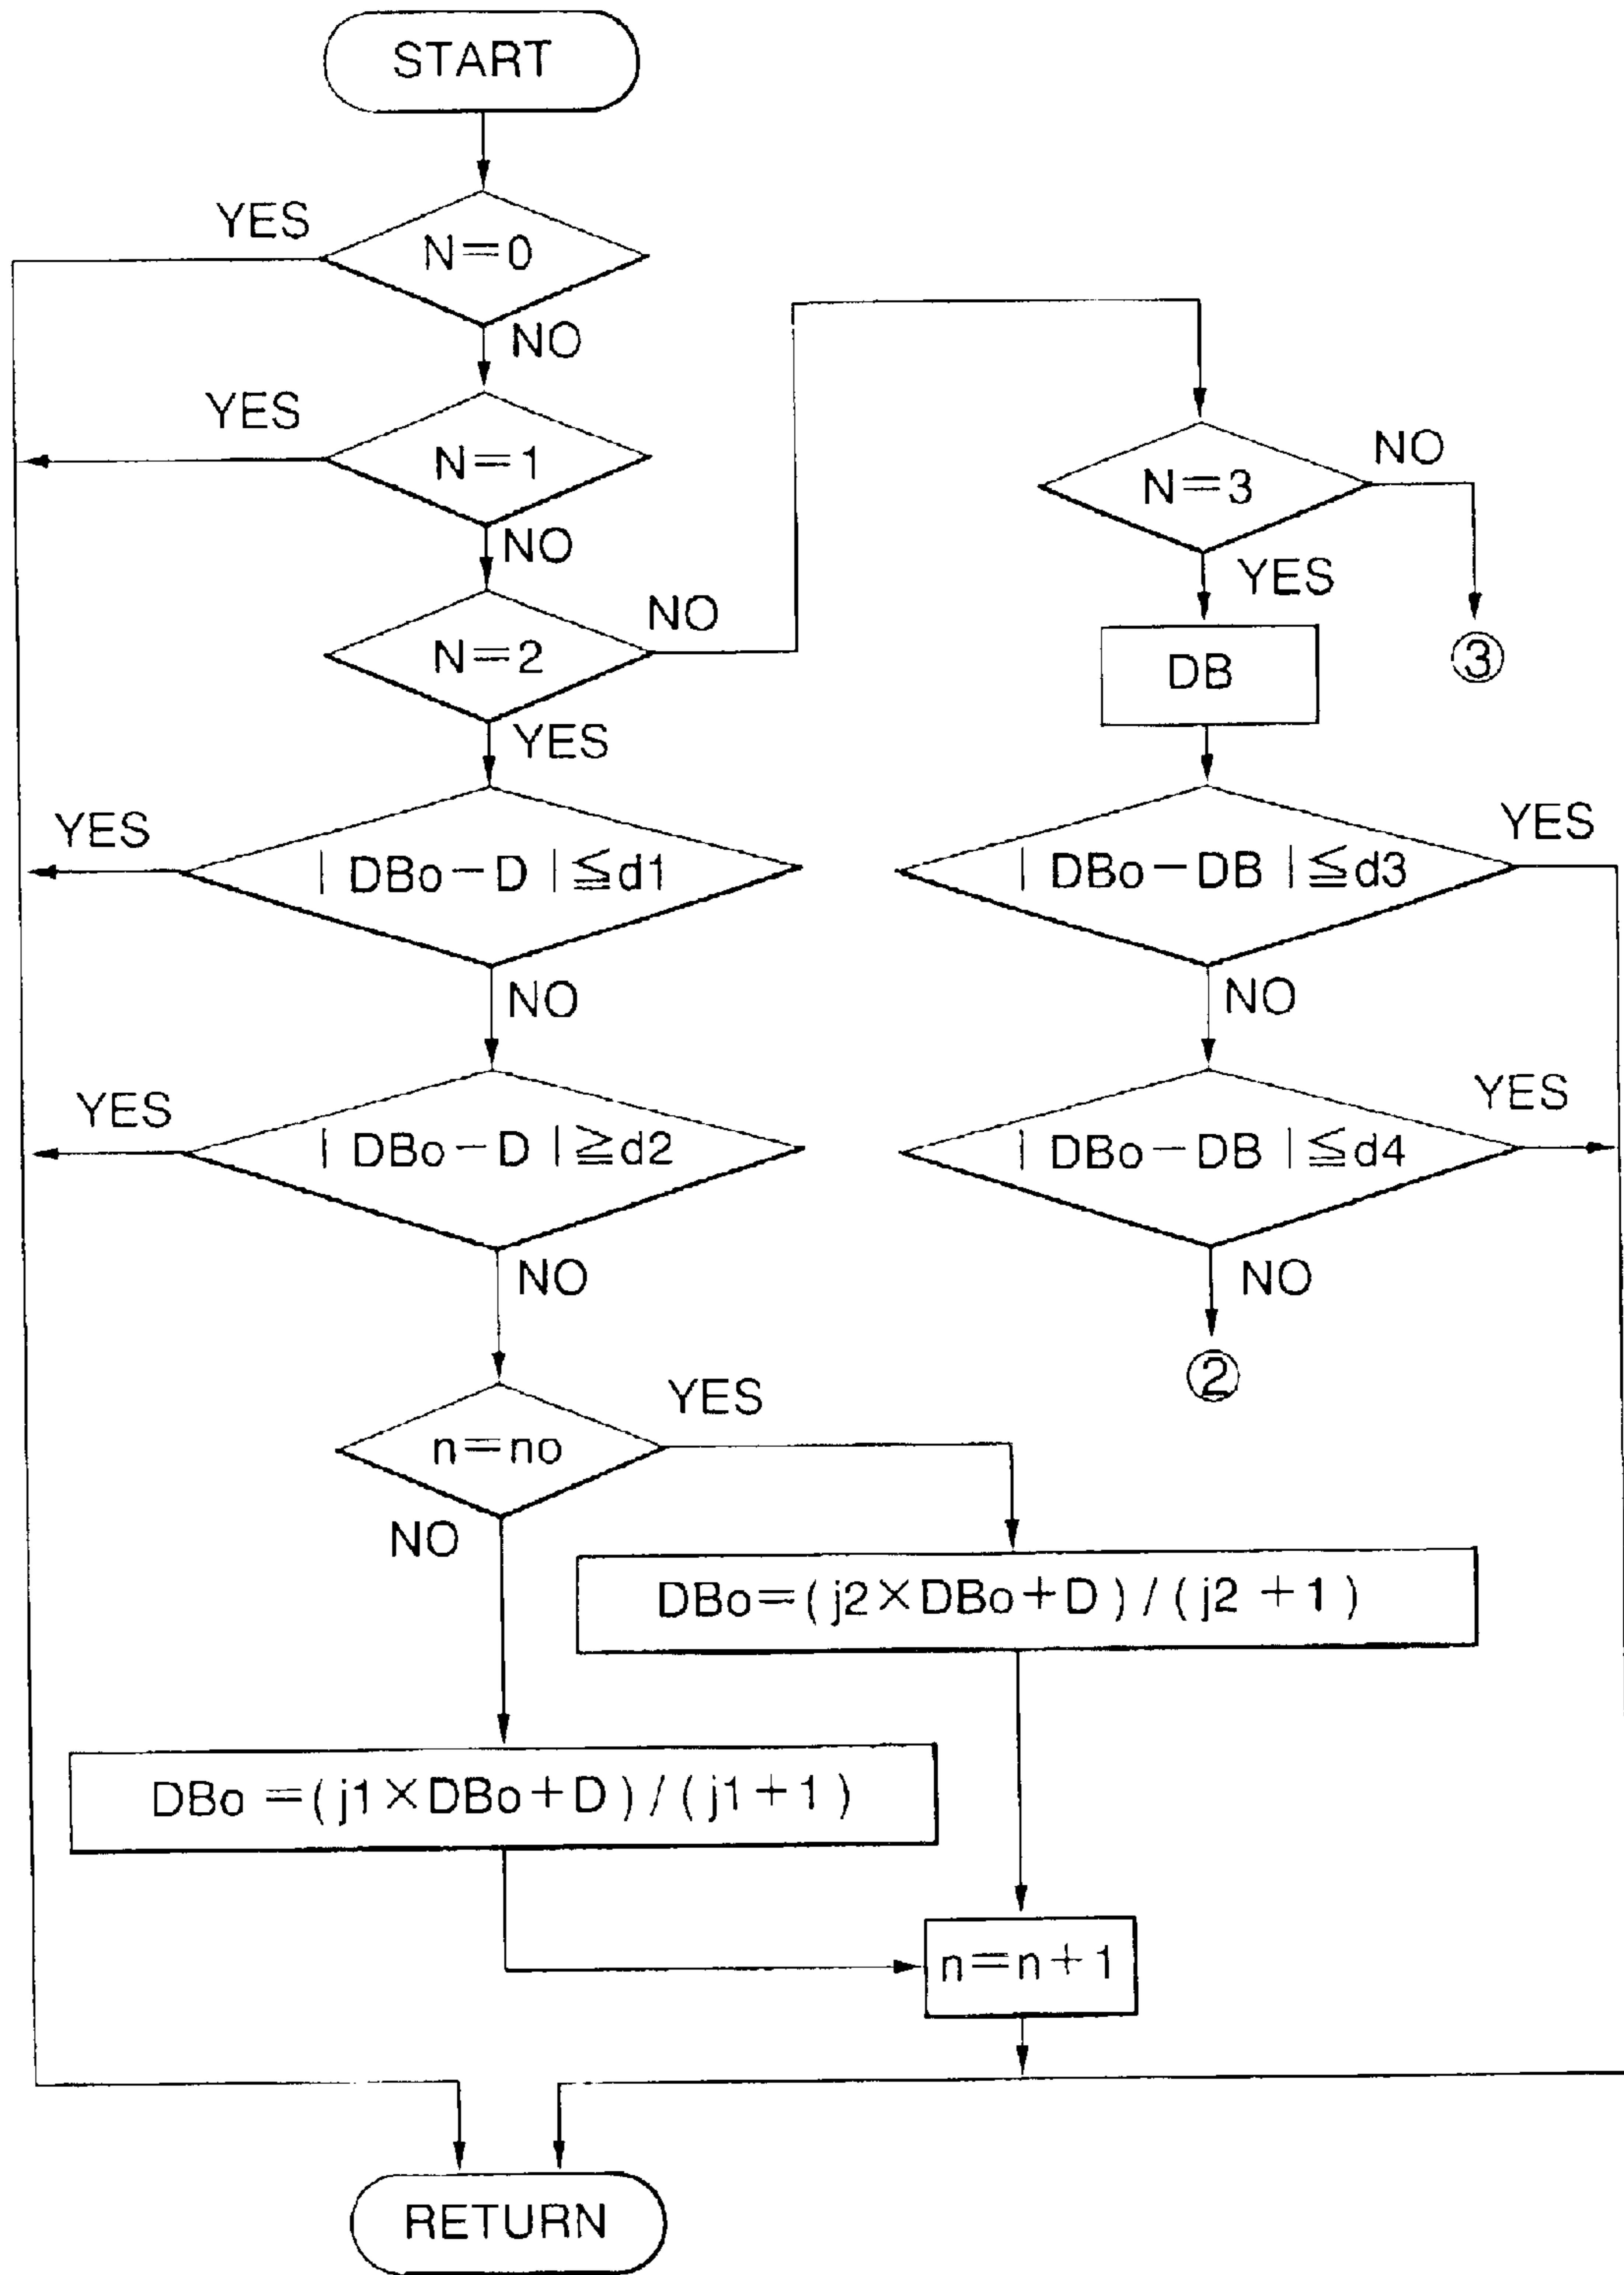 START
YES
N=0
NO
YES
N=1
NO
N=2
NO
YES
YES
| DBo-D | ≦d1
NO
YES
| DBo-D | ≧d2
NO
n=no
YES
NO
DBo=(j2×DBo+D)/(j2+1)
DBo=(j1×DBo+D)/(j1+1)
n=n+1
N=3
NO
YES
③
DB
| DBo-DB | ≦d3
YES
NO
| DBo-DB | ≦d4
YES
NO
②
RETURN